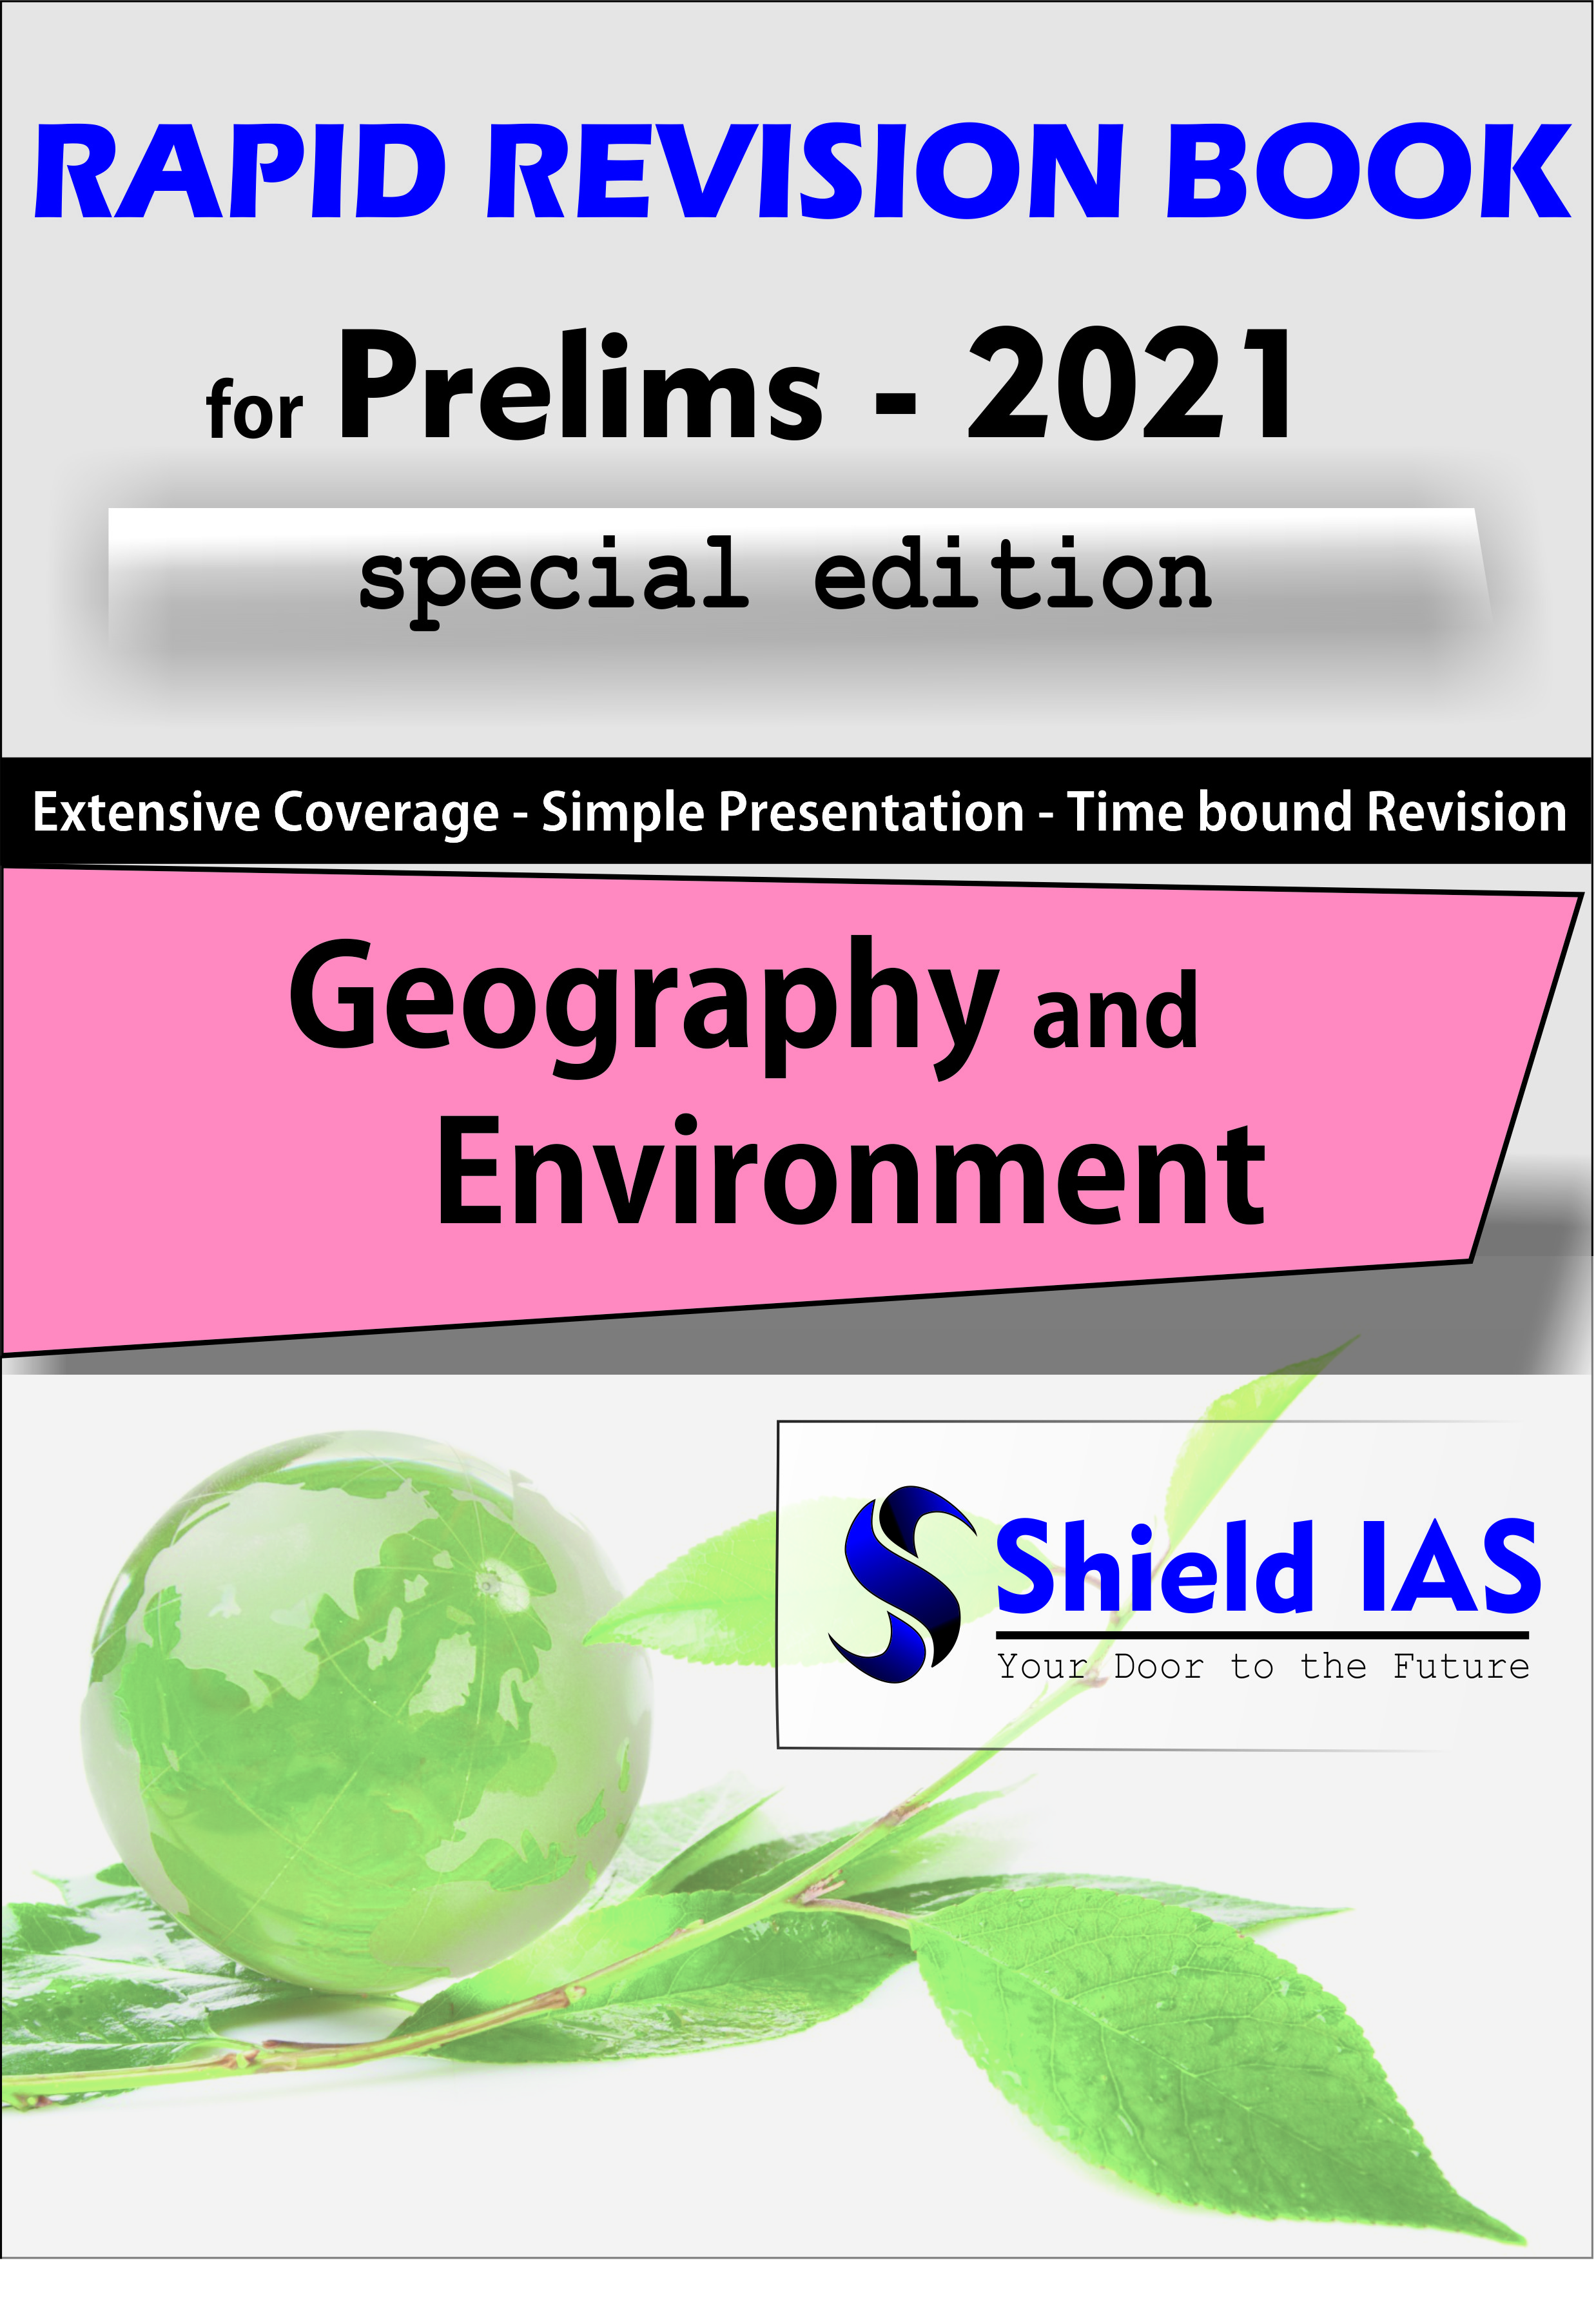 RAPID REVISION BOOK
for Prelims - 2021
special edition
Extensive Coverage - Simple Presentation - Time bound Revision
Geography and
Environment
Shield IAS
Your Door to the Future